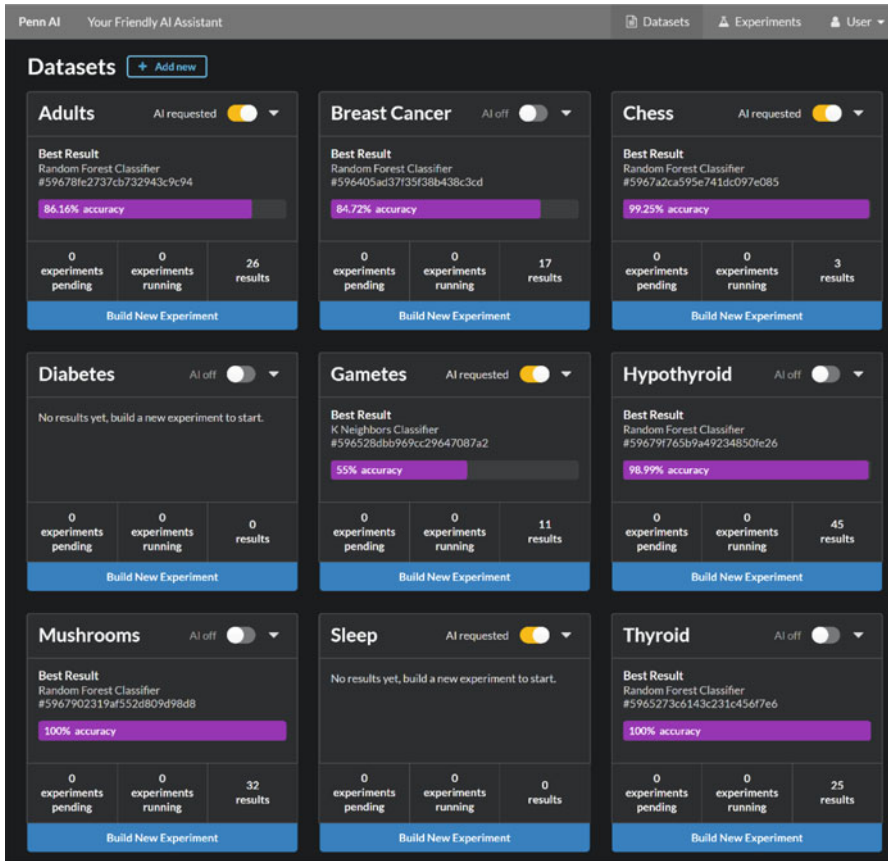 Penn AI Your Friendly AI Assistant Datasets Experiments User
Datasets + Add new
Adults AI requested
Best Result
Random Forest Classifier
#59678fe2737cb732943c9c94
86.16% accuracy
0 experiments pending
0 experiments running
26 results
Build New Experiment
Breast Cancer AI off
Best Result
Random Forest Classifier
#596405ad37f35f38b438c3cd
84.72% accuracy
0 experiments pending
0 experiments running
17 results
Build New Experiment
Chess AI requested
Best Result
Random Forest Classifier
#5967a2ca595e741dc097e085
99.25% accuracy
0 experiments pending
0 experiments running
3 results
Build New Experiment
Diabetes AI off
No results yet, build a new experiment to start.
0 experiments pending
0 experiments running
0 results
Build New Experiment
Gametes AI requested
Best Result
K Neighbors Classifier
#596528dbb969cc29647087a2
55% accuracy
0 experiments pending
0 experiments running
11 results
Build New Experiment
Hypothyroid AI off
Best Result
Random Forest Classifier
#59679f765b9a49234850fe26
98.99% accuracy
0 experiments pending
0 experiments running
45 results
Build New Experiment
Mushrooms AI off
Best Result
Random Forest Classifier
#5967902319af552d809d98d8
100% accuracy
0 experiments pending
0 experiments running
32 results
Build New Experiment
Sleep AI requested
No results yet, build a new experiment to start.
0 experiments pending
0 experiments running
0 results
Build New Experiment
Thyroid AI off
Best Result
Random Forest Classifier
#5965273c6143c231c456f7e6
100% accuracy
0 experiments pending
0 experiments running
25 results
Build New Experiment